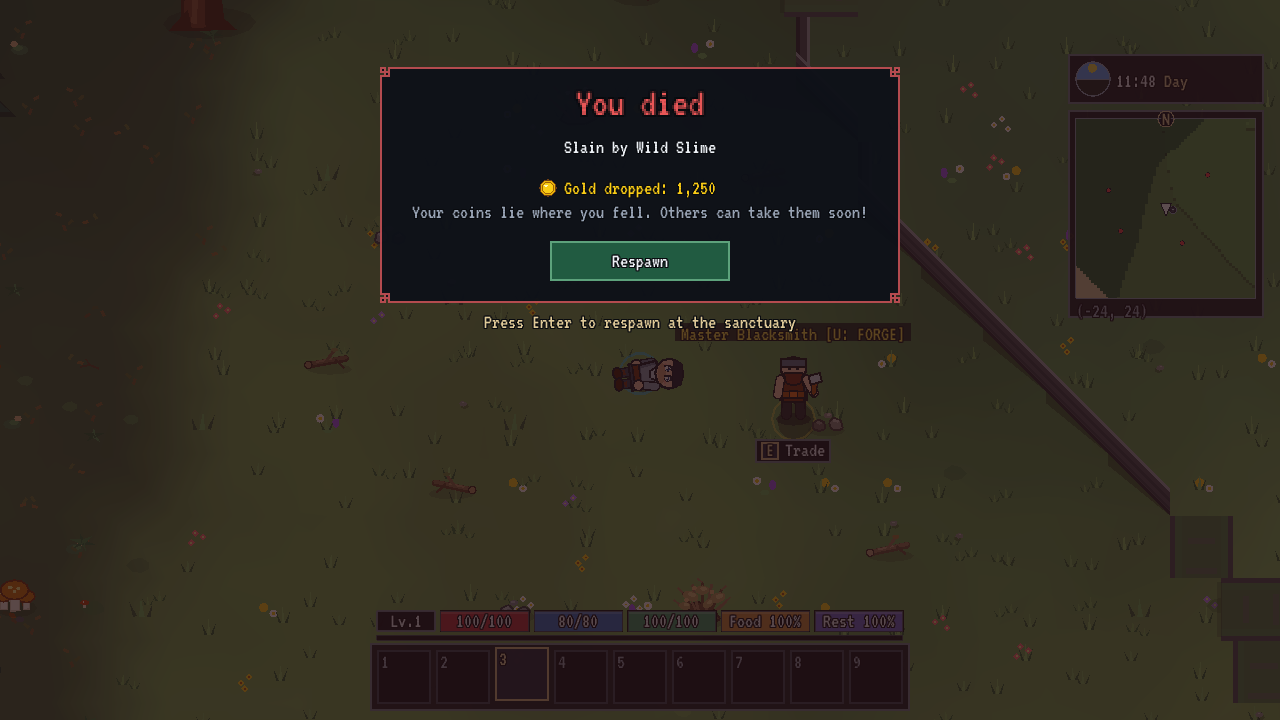 You died
Slain by Wild Slime
Gold dropped: 1,250
Your coins lie where you fell. Others can take them soon!
Respawn
Press Enter to respawn at the sanctuary
11:48 Day
N
(-24, 24)
Master Blacksmith [U: FORGE]
E Trade
Lv.1 100/100 80/80 100/100 Food 100% Rest 100%
1 2 3 4 5 6 7 8 9